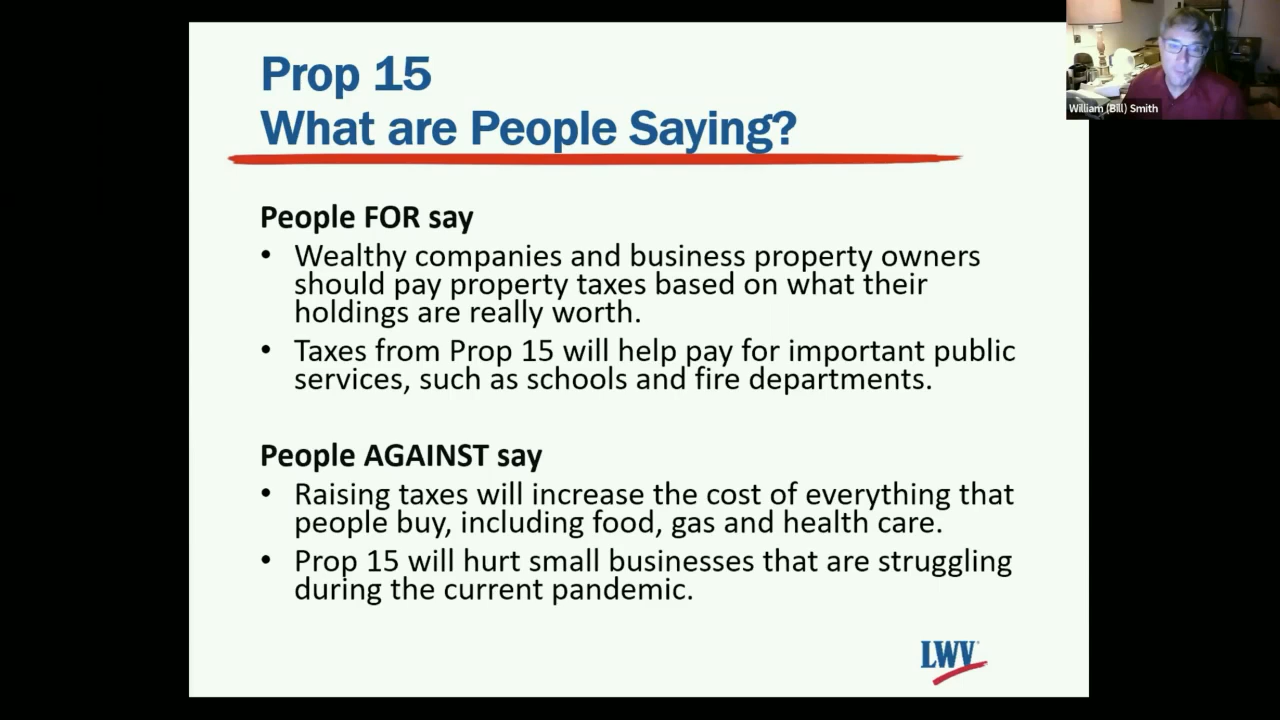 Prop 15
What are People Saying?
William (Bill) Smith
People FOR say
• Wealthy companies and business property owners
should pay property taxes based on what their
holdings are really worth.
• Taxes from Prop 15 will help pay for important public
services, such as schools and fire departments.
People AGAINST say
• Raising taxes will increase the cost of everything that
people buy, including food, gas and health care.
• Prop 15 will hurt small businesses that are struggling
during the current pandemic.
LWV